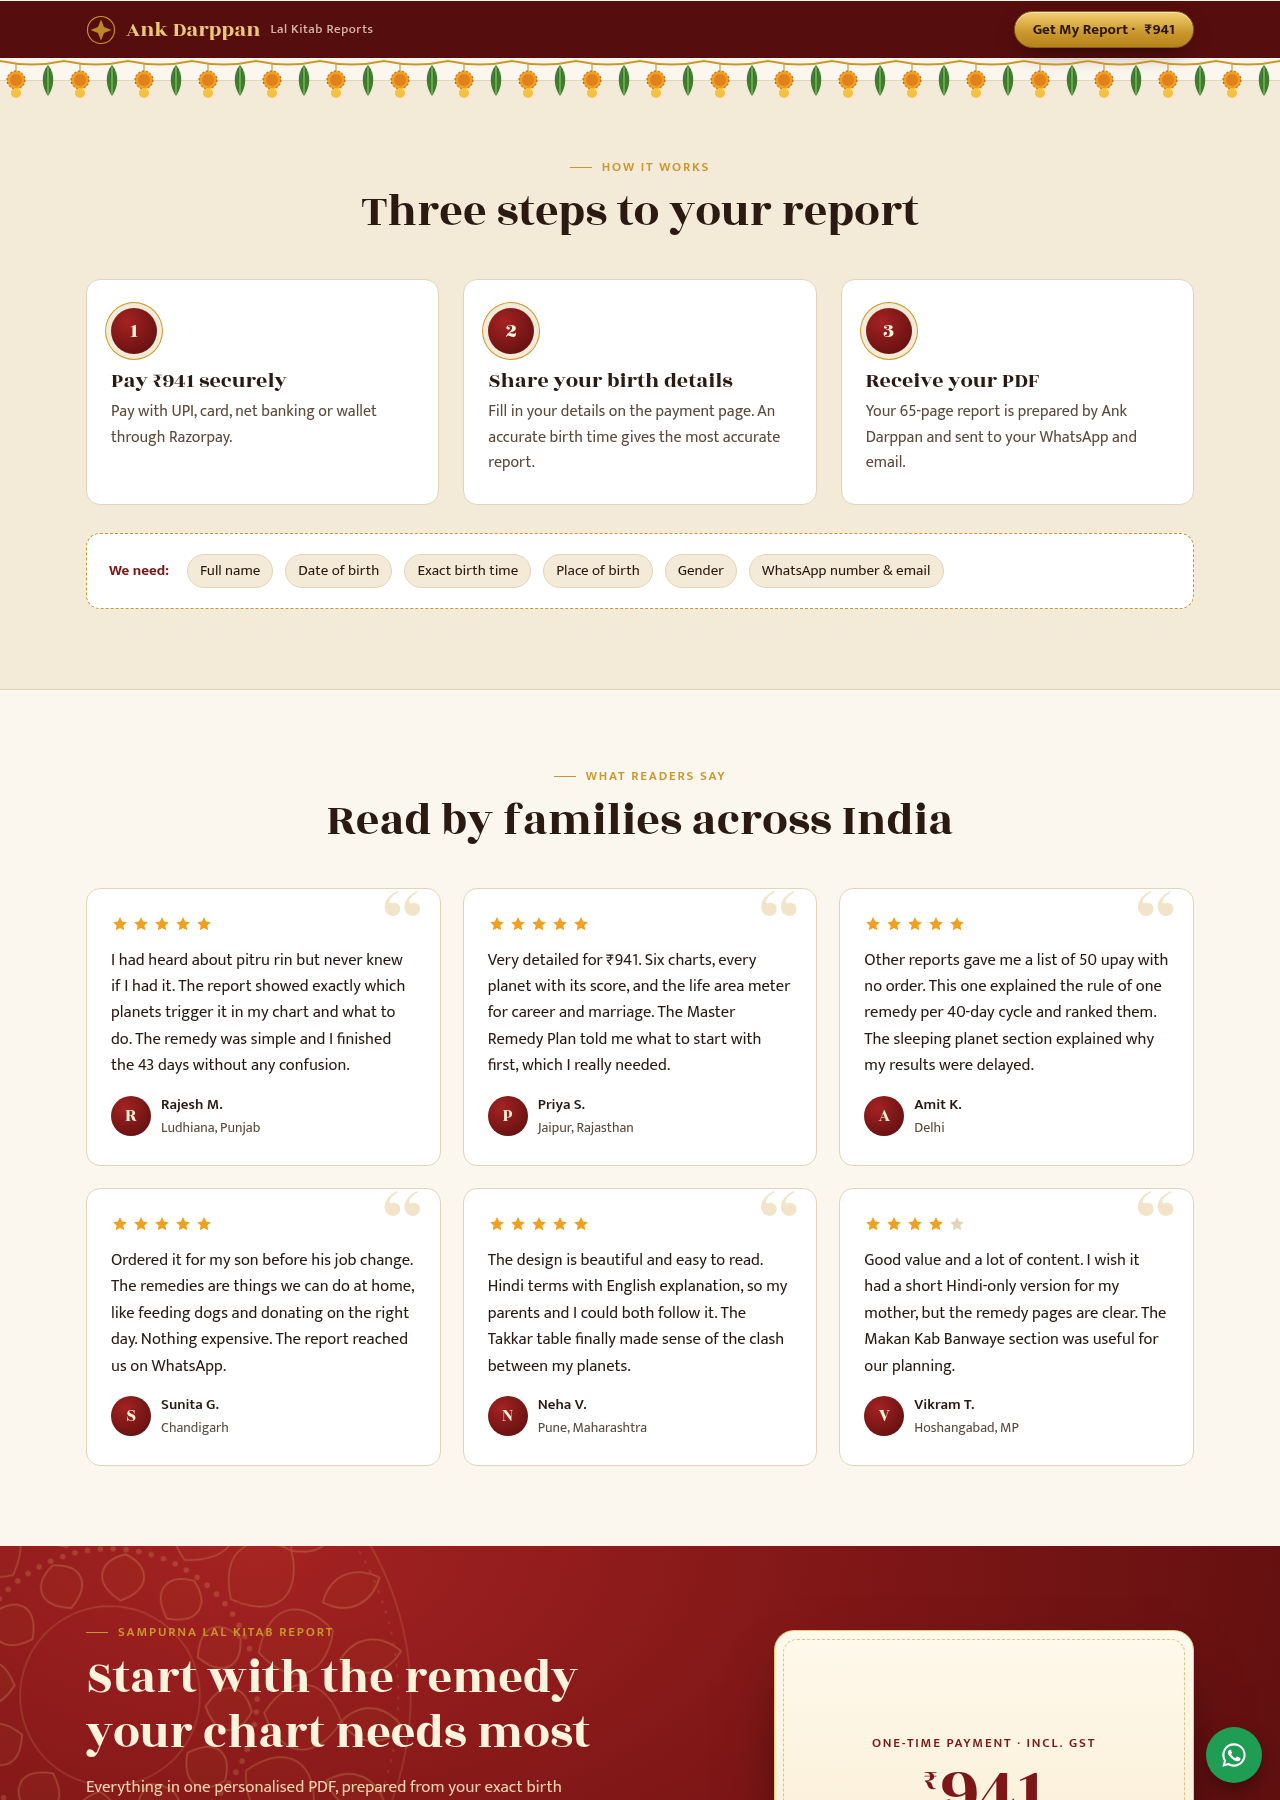 Ank Darppan Lal Kitab Reports
Get My Report · ₹941
HOW IT WORKS
Three steps to your report
1
Pay ₹941 securely
Pay with UPI, card, net banking or wallet
through Razorpay.
2
Share your birth details
Fill in your details on the payment page. An
accurate birth time gives the most accurate
report.
3
Receive your PDF
Your 65-page report is prepared by Ank
Darppan and sent to your WhatsApp and
email.
We need: Full name Date of birth Exact birth time Place of birth Gender WhatsApp number & email
WHAT READERS SAY
Read by families across India
“
I had heard about pitru rin but never knew
if I had it. The report showed exactly which
planets trigger it in my chart and what to
do. The remedy was simple and I finished
the 43 days without any confusion.
R
Rajesh M.
Ludhiana, Punjab
“
Very detailed for ₹941. Six charts, every
planet with its score, and the life area meter
for career and marriage. The Master
Remedy Plan told me what to start with
first, which I really needed.
P
Priya S.
Jaipur, Rajasthan
“
Other reports gave me a list of 50 upay with
no order. This one explained the rule of one
remedy per 40-day cycle and ranked them.
The sleeping planet section explained why
my results were delayed.
A
Amit K.
Delhi
“
Ordered it for my son before his job change.
The remedies are things we can do at home,
like feeding dogs and donating on the right
day. Nothing expensive. The report reached
us on WhatsApp.
S
Sunita G.
Chandigarh
“
The design is beautiful and easy to read.
Hindi terms with English explanation, so my
parents and I could both follow it. The
Takkar table finally made sense of the clash
between my planets.
N
Neha V.
Pune, Maharashtra
“
Good value and a lot of content. I wish it
had a short Hindi-only version for my
mother, but the remedy pages are clear. The
Makan Kab Banwaye section was useful for
our planning.
V
Vikram T.
Hoshangabad, MP
SAMPURNA LAL KITAB REPORT
Start with the remedy
your chart needs most
Everything in one personalised PDF, prepared from your exact birth
ONE-TIME PAYMENT · INCL. GST
₹941